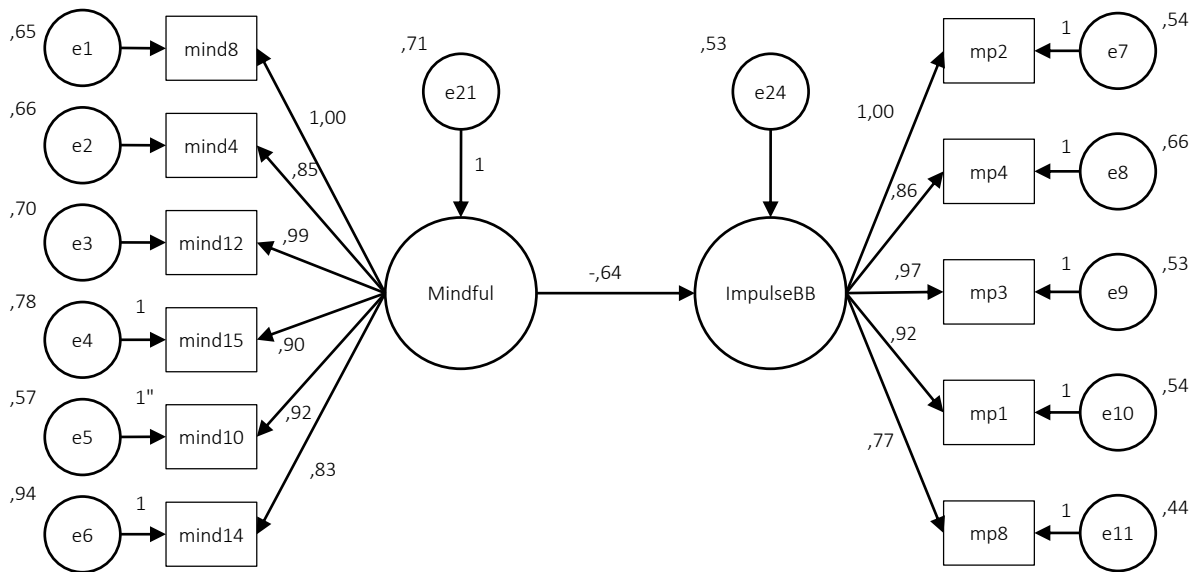 ,65
e1
mind8
,66
e2
mind4
,70
e3
mind12
,78
e4
1
mind15
,57
e5
1"
mind10
,94
e6
1
mind14
1,00
,85
,99
,90
,92
,83
,71
e21
1
Mindful
-,64
,53
e24
ImpulseBB
1,00
,86
,97
,92
,77
mp2
1
e7
,54
mp4
1
e8
,66
mp3
1
e9
,53
mp1
1
e10
,54
mp8
1
e11
,44